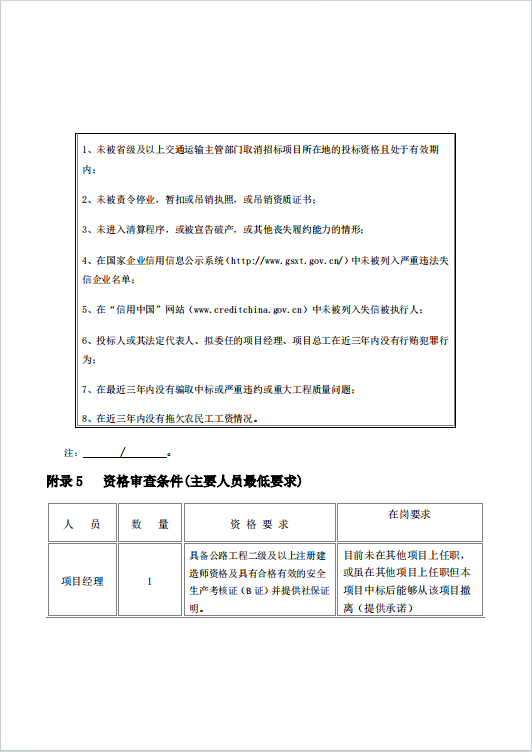 1、未被省级及以上交通运输主管部门取消招标项目所在地的投标资格且处于有效期
内；
2、未被责令停业，暂扣或吊销执照，或吊销资质证书；
3、未进入清算程序，或被宣告破产，或其他丧失履约能力的情形；
4、在国家企业信用信息公示系统（http://www.gsxt.gov.cn/）中未被列入严重违法失
信企业名单；
5、在“信用中国”网站（www.creditchina.gov.cn）中未被列入失信被执行人；
6、投标人或其法定代表人、拟委任的项目经理、项目总工在近三年内没有行贿犯罪行
为；
7、在最近三年内没有骗取中标或严重违约或重大工程质量问题；
8、在近三年内没有拖欠农民工工资情况。
注：/。
附录5 资格审查条件(主要人员最低要求)
人 员 数 量 资 格 要 求 在岗要求
项目经理
1
具备公路工程二级及以上注册建
造师资格及具有合格有效的安全
生产考核证（B 证）并提供社保证
明。
目前未在其他项目上任职，
或虽在其他项目上任职但本
项目中标后能够从该项目撤
离（提供承诺）